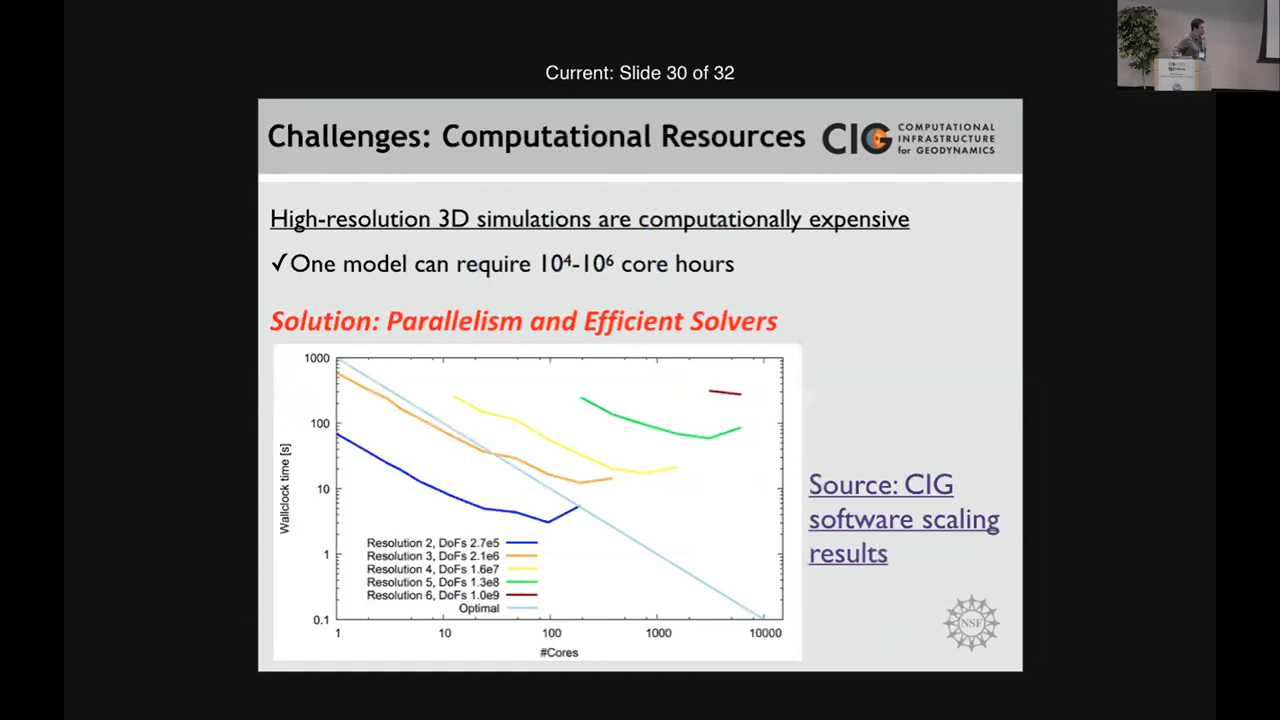 Current: Slide 30 of 32
Challenges: Computational Resources
CIG
COMPUTATIONAL
INFRASTRUCTURE
for GEODYNAMICS
High-resolution 3D simulations are computationally expensive
✓One model can require 10⁴-10⁶ core hours
Solution: Parallelism and Efficient Solvers
1000
100
10
1
0.1
Wallclock time [s]
Resolution 2, DoFs 2.7e5
Resolution 3, DoFs 2.1e6
Resolution 4, DoFs 1.6e7
Resolution 5, DoFs 1.3e8
Resolution 6, DoFs 1.0e9
Optimal
1
10
100
1000
10000
#Cores
Source: CIG
software scaling
results
NSF